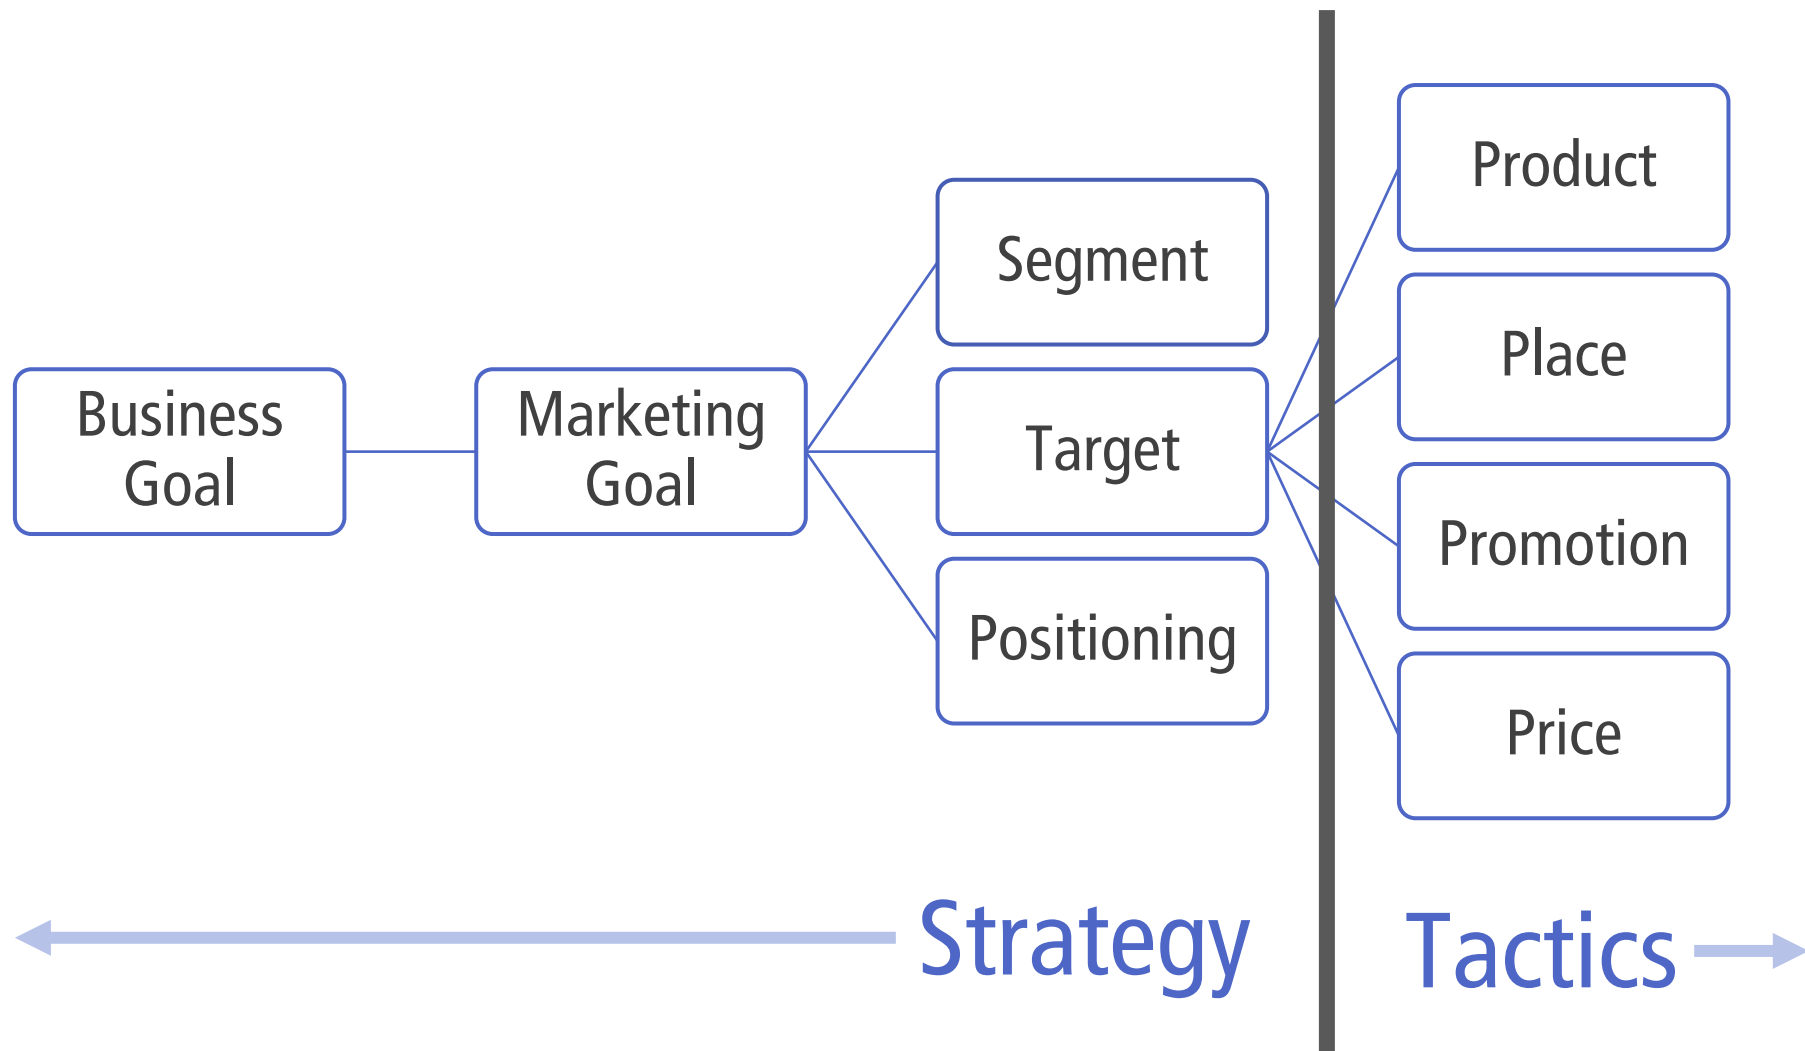 Business
Goal
Marketing
Goal
Segment
Target
Positioning
Product
Place
Promotion
Price
Strategy
Tactics